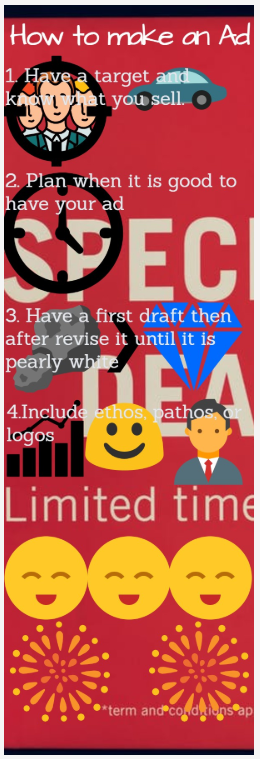 How to make an Ad
1. Have a target and
know what you sell.
2. Plan when it is good to
have your ad
SPECI
3. Have a first draft then
after revise it until it is
pearly white
DEA
4.Include ethos, pathos, or
logos
Limited time
*term and conditions ap